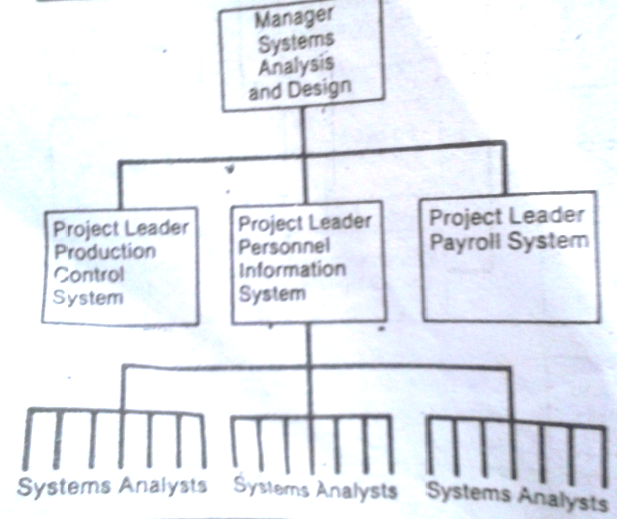 Manager
Systems
Analysis
and Design
Project Leader
Production
Control
System
Project Leader
Personnel
Information
System
Project Leader
Payroll System
Systems Analysts
Systems Analysts
Systems Analysts